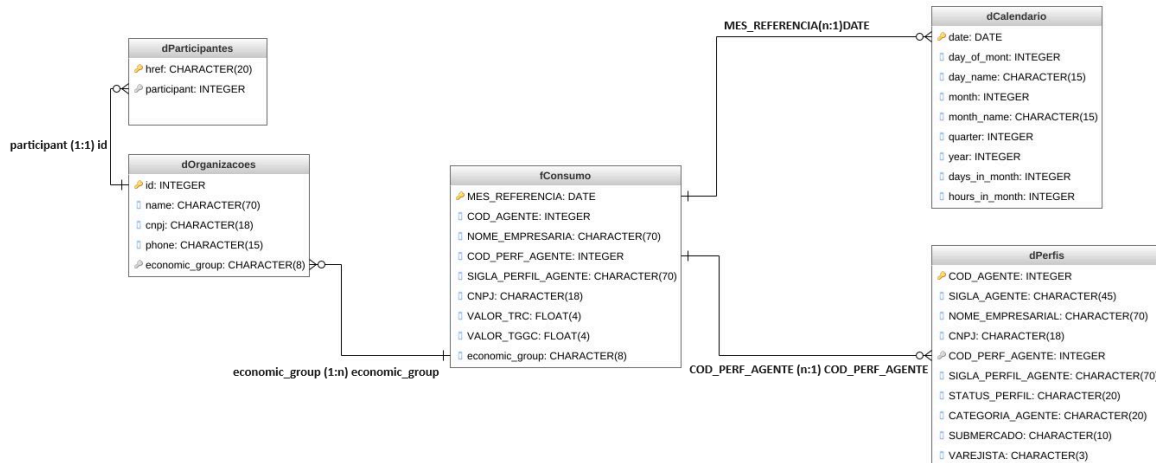 dParticipantes
href: CHARACTER(20)
participant: INTEGER
participant (1:1) id
dOrganizacoes
id: INTEGER
name: CHARACTER(70)
cnpj: CHARACTER(18)
phone: CHARACTER(15)
economic_group: CHARACTER(8)
economic_group (1:n) economic_group
fConsumo
MES_REFERENCIA: DATE
COD_AGENTE: INTEGER
NOME_EMPRESARIA: CHARACTER(70)
COD_PERF_AGENTE: INTEGER
SIGLA_PERFIL_AGENTE: CHARACTER(70)
CNPJ: CHARACTER(18)
VALOR_TRC: FLOAT(4)
VALOR_TGGC: FLOAT(4)
economic_group: CHARACTER(8)
MES_REFERENCIA(n:1)DATE
dCalendario
date: DATE
day_of_mont: INTEGER
day_name: CHARACTER(15)
month: INTEGER
month_name: CHARACTER(15)
quarter: INTEGER
year: INTEGER
days_in_month: INTEGER
hours_in_month: INTEGER
COD_PERF_AGENTE (n:1) COD_PERF_AGENTE
dPerfis
COD_AGENTE: INTEGER
SIGLA_AGENTE: CHARACTER(45)
NOME_EMPRESARIAL: CHARACTER(70)
CNPJ: CHARACTER(18)
COD_PERF_AGENTE: INTEGER
SIGLA_PERFIL_AGENTE: CHARACTER(70)
STATUS_PERFIL: CHARACTER(20)
CATEGORIA_AGENTE: CHARACTER(20)
SUBMERCADO: CHARACTER(10)
VAREJISTA: CHARACTER(3)